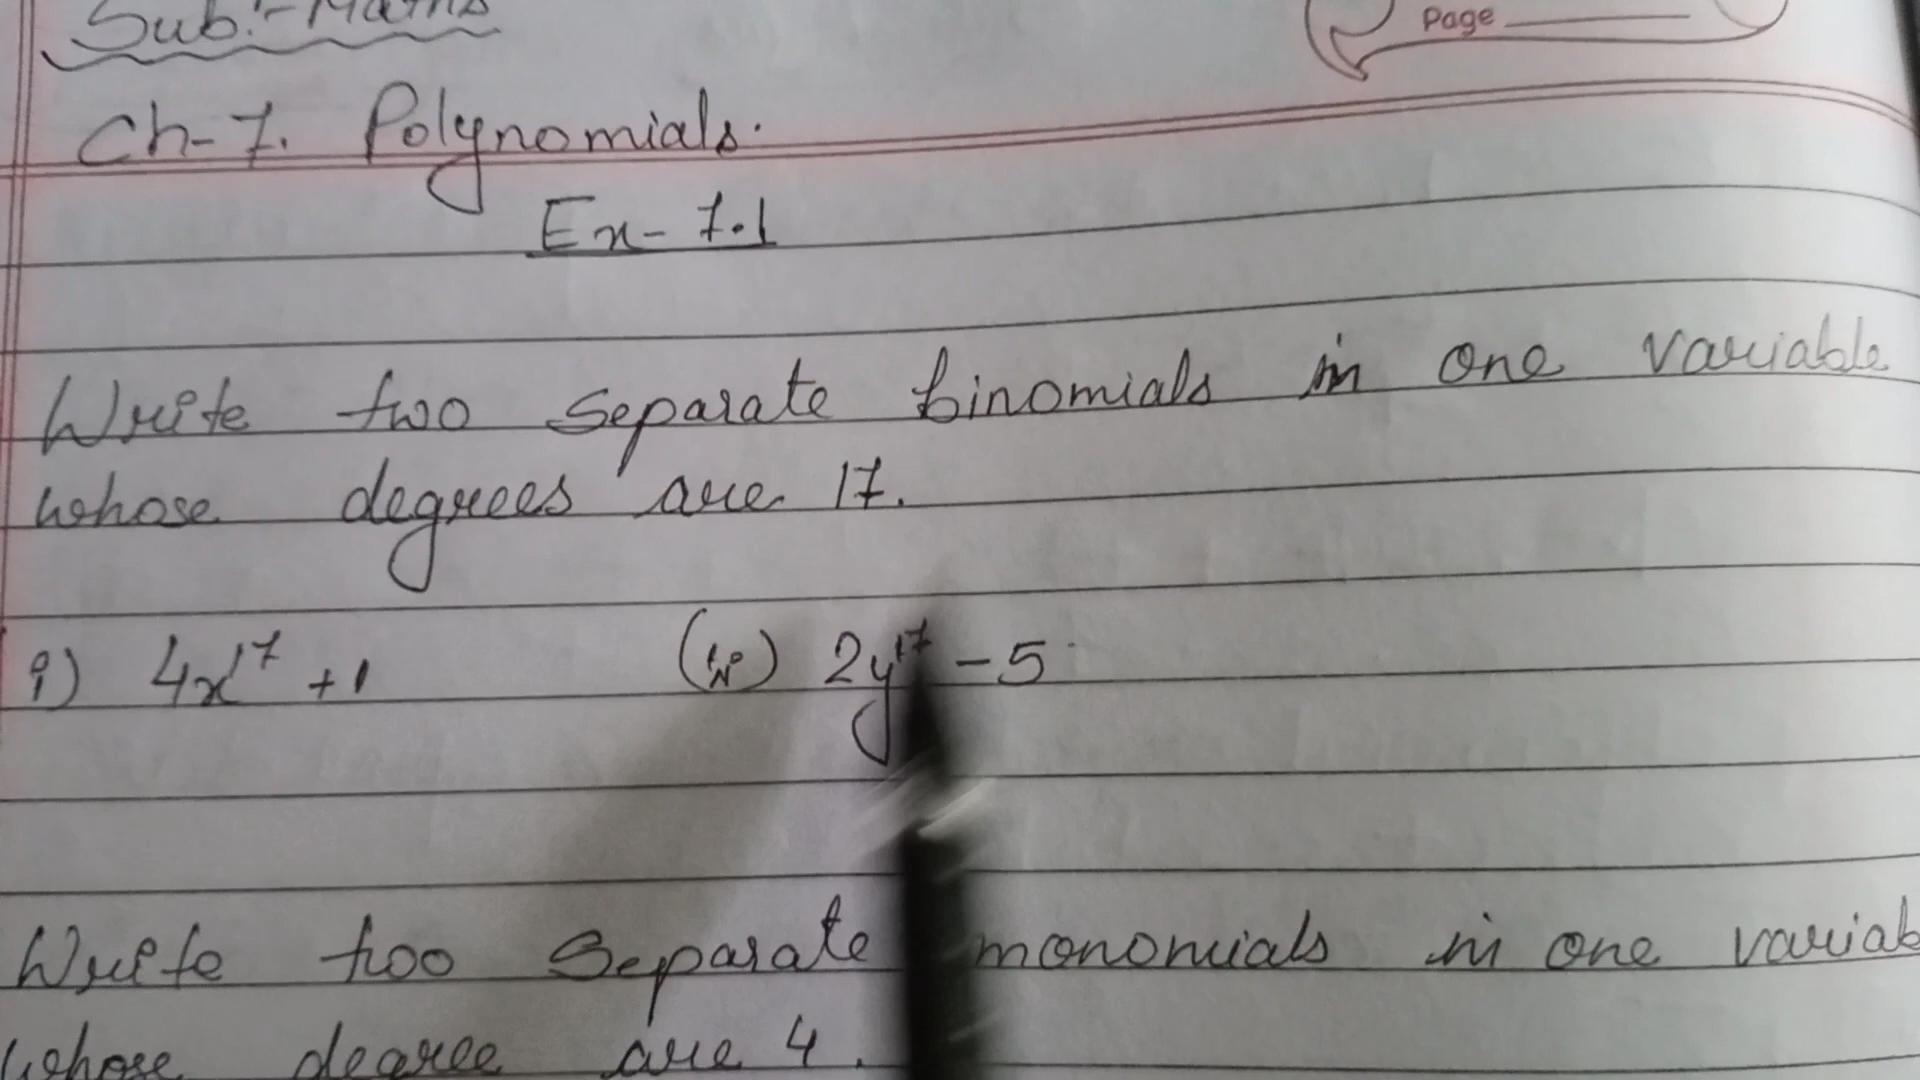 Sub:- Maths
Page
Ch-7. Polynomials.
Ex- 7.1
Write two separate binomials in one variable
whose degrees are 17.
i) 4x¹⁷ + 1 (ii) 2y¹⁷ - 5
Write two separate monomials in one variab
whose degree are 4.